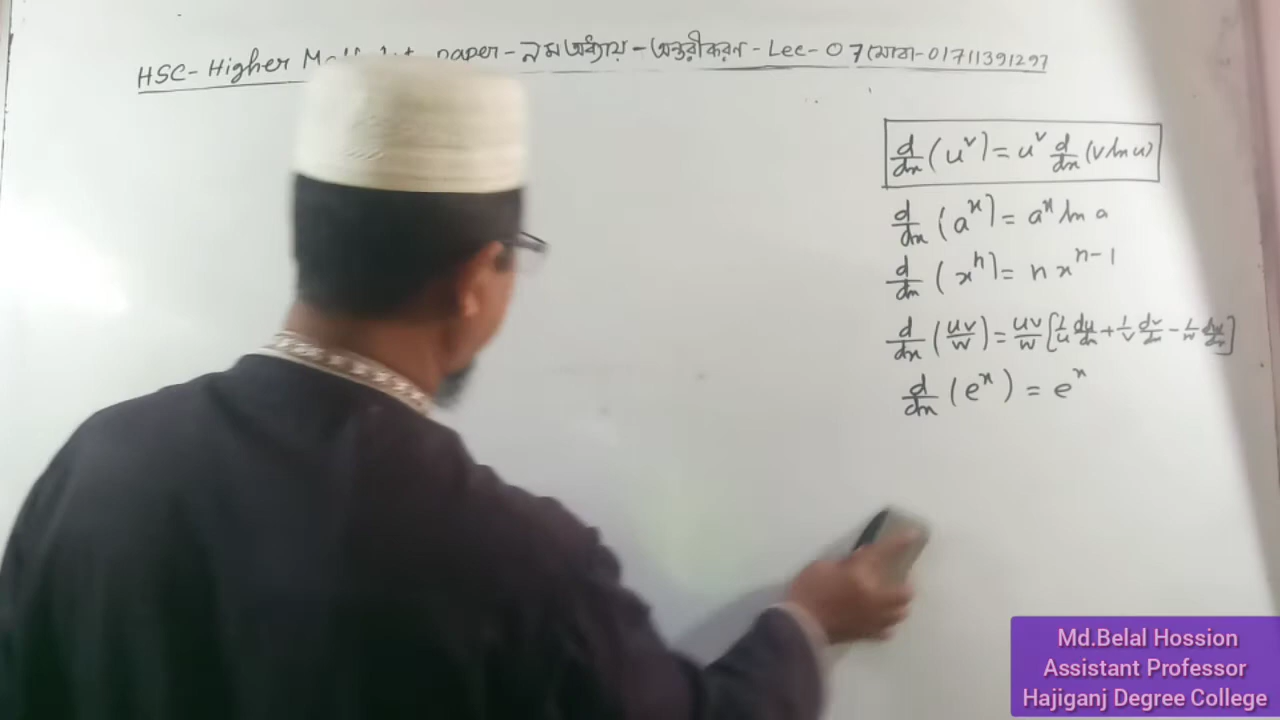 HSC- Higher Math 1st paper - ৯ম অধ্যায় - অন্তরীকরণ - Lec- 07 মোবা-01711391297
d/dx (u^v) = u^v d/dx (v ln u)
d/dx (a^x) = a^x ln a
d/dx (x^n) = n x^{n-1}
d/dx (uv/w) = uv/w [1/u du/dx + 1/v dv/dx - 1/w dw/dx]
d/dx (e^x) = e^x
Md.Belal Hossion
Assistant Professor
Hajiganj Degree College